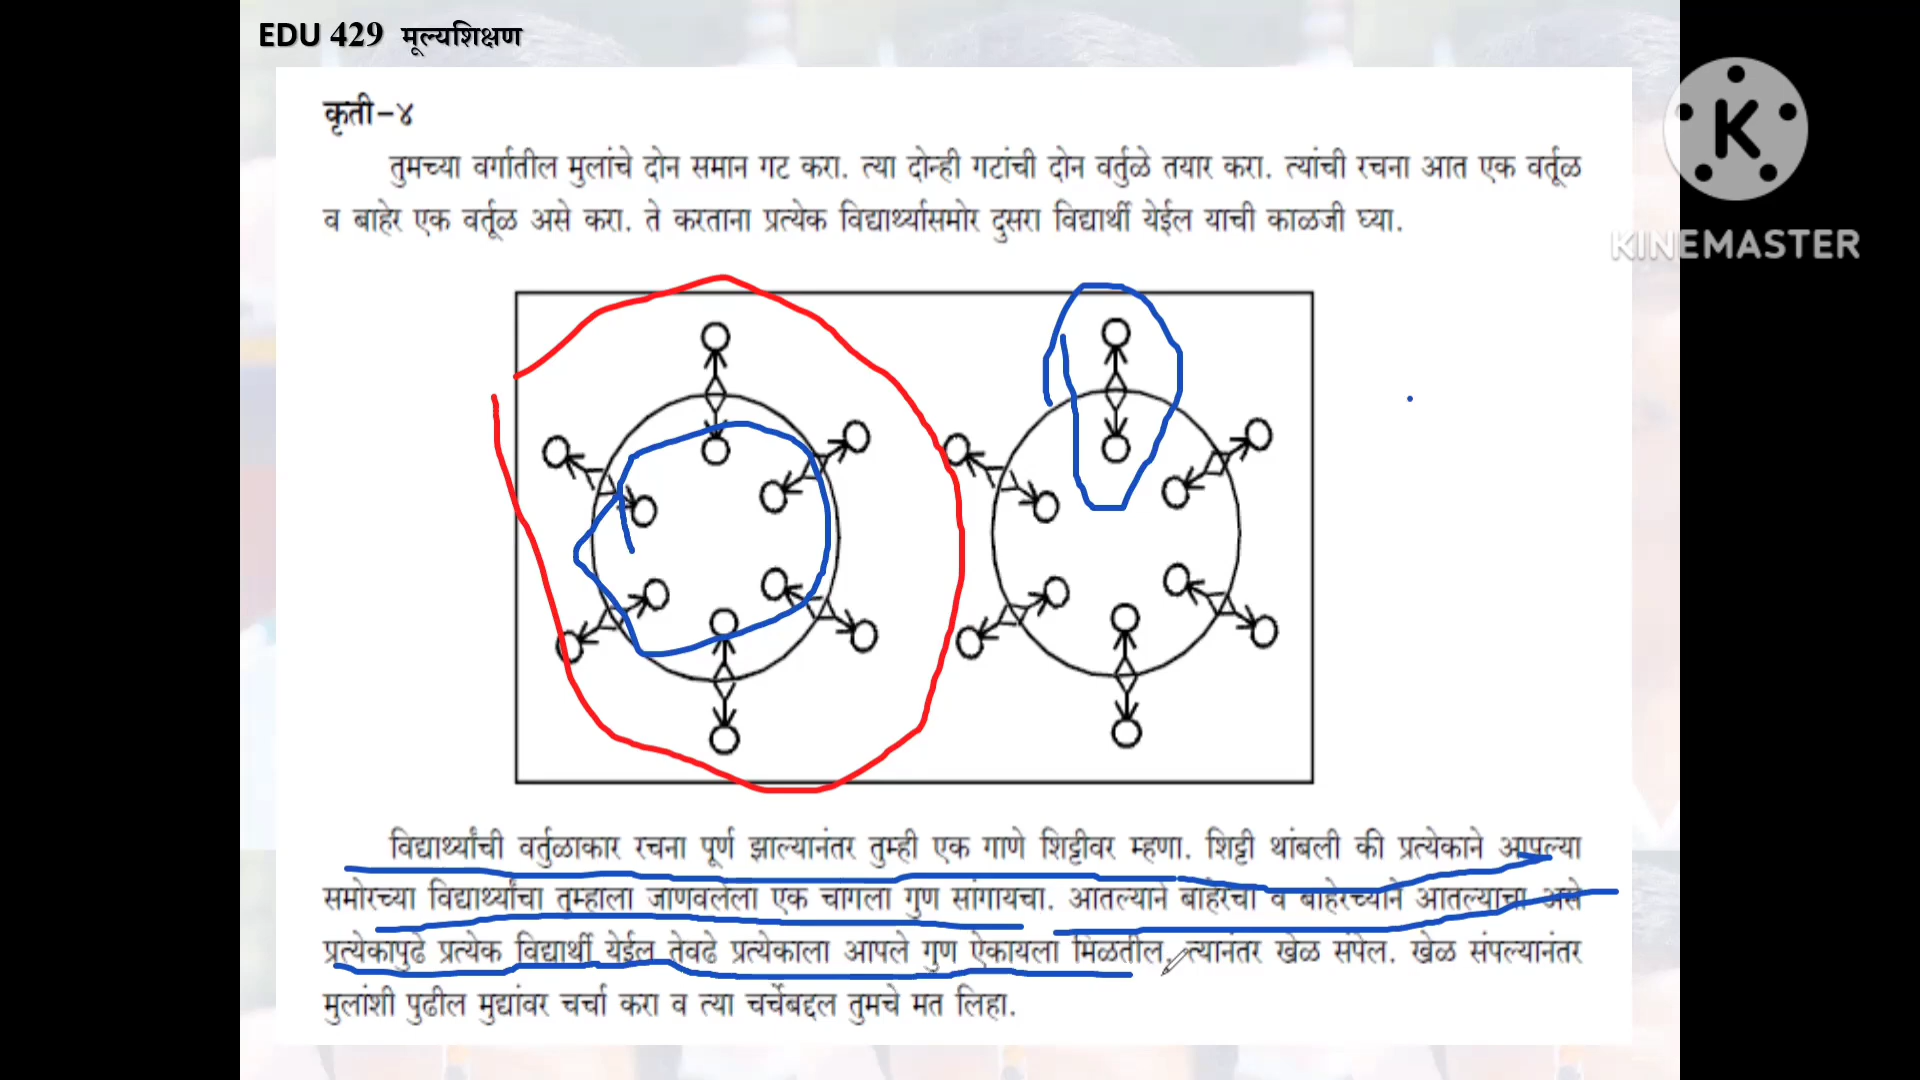 EDU 429 मूल्यशिक्षण
कृती-४
तुमच्या वर्गातील मुलांचे दोन समान गट करा. त्या दोन्ही गटांची दोन वर्तुळे तयार करा. त्यांची रचना आत एक वर्तूळ
व बाहेर एक वर्तूळ असे करा. ते करताना प्रत्येक विद्यार्थ्यासमोर दुसरा विद्यार्थी येईल याची काळजी घ्या.
K
KINEMASTER
विद्यार्थ्यांची वर्तुळाकार रचना पूर्ण झाल्यानंतर तुम्ही एक गाणे शिट्टीवर म्हणा. शिट्टी थांबली की प्रत्येकाने आपल्या
समोरच्या विद्यार्थ्यांचा तुम्हाला जाणवलेला एक चांगला गुण सांगायचा. आतल्याने बाहेरचा व बाहेरच्याने आतल्याचा असे
प्रत्येकापुढे प्रत्येक विद्यार्थी येईल तेवढे प्रत्येकाला आपले गुण ऐकायला मिळतील. त्यानंतर खेळ संपेल. खेळ संपल्यानंतर
मुलांशी पुढील मुद्यांवर चर्चा करा व त्या चर्चेबद्दल तुमचे मत लिहा.